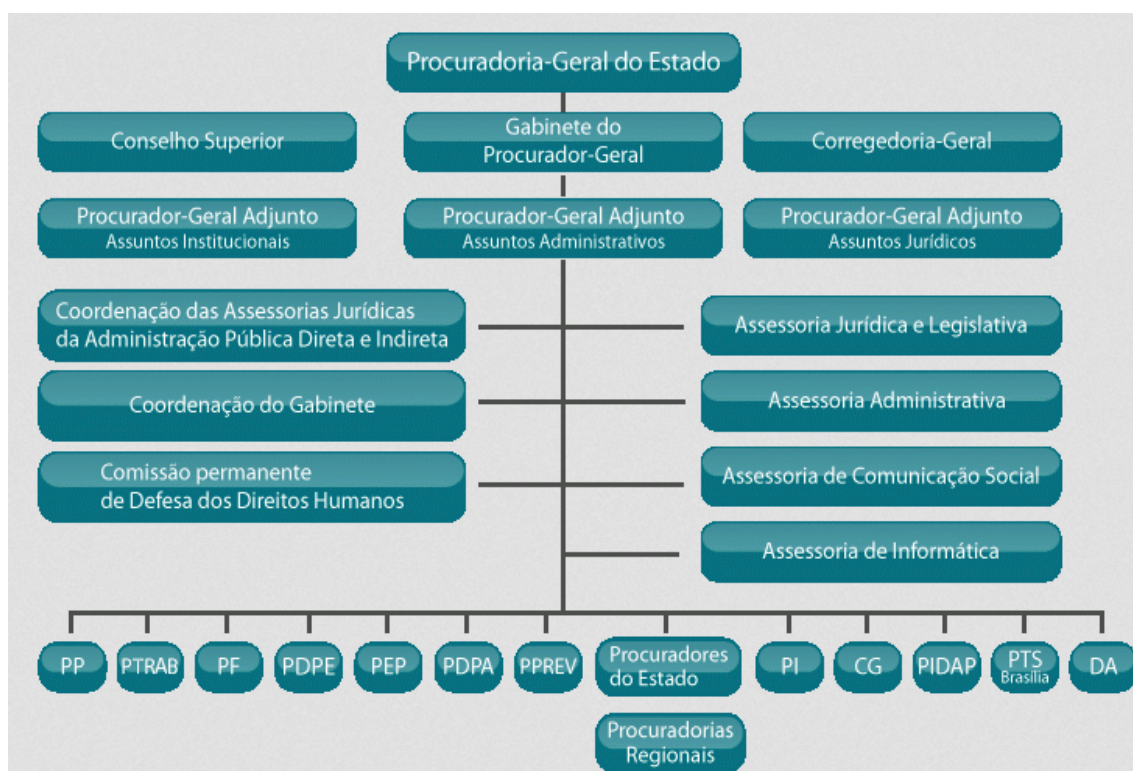 Procuradoria-Geral do Estado
Conselho Superior
Gabinete do
Procurador-Geral
Corregedoria-Geral
Procurador-Geral Adjunto
Assuntos Institucionais
Procurador-Geral Adjunto
Assuntos Administrativos
Procurador-Geral Adjunto
Assuntos Jurídicos
Coordenação das Assessorias Jurídicas
da Administração Pública Direta e Indireta
Assessoria Jurídica e Legislativa
Coordenação do Gabinete
Assessoria Administrativa
Comissão permanente
de Defesa dos Direitos Humanos
Assessoria de Comunicação Social
Assessoria de Informática
PP
PTRAB
PF
PDPE
PEP
PDPA
PPREV
Procuradores
do Estado
PI
CG
PIDAP
PTS
Brasília
DA
Procuradorias
Regionais